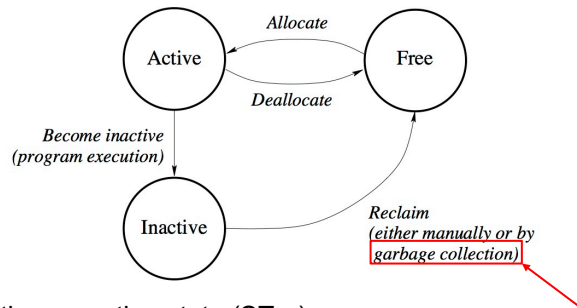 Allocate
Active
Free
Deallocate
Become inactive
(program execution)
Inactive
Reclaim
(either manually or by
garbage collection)